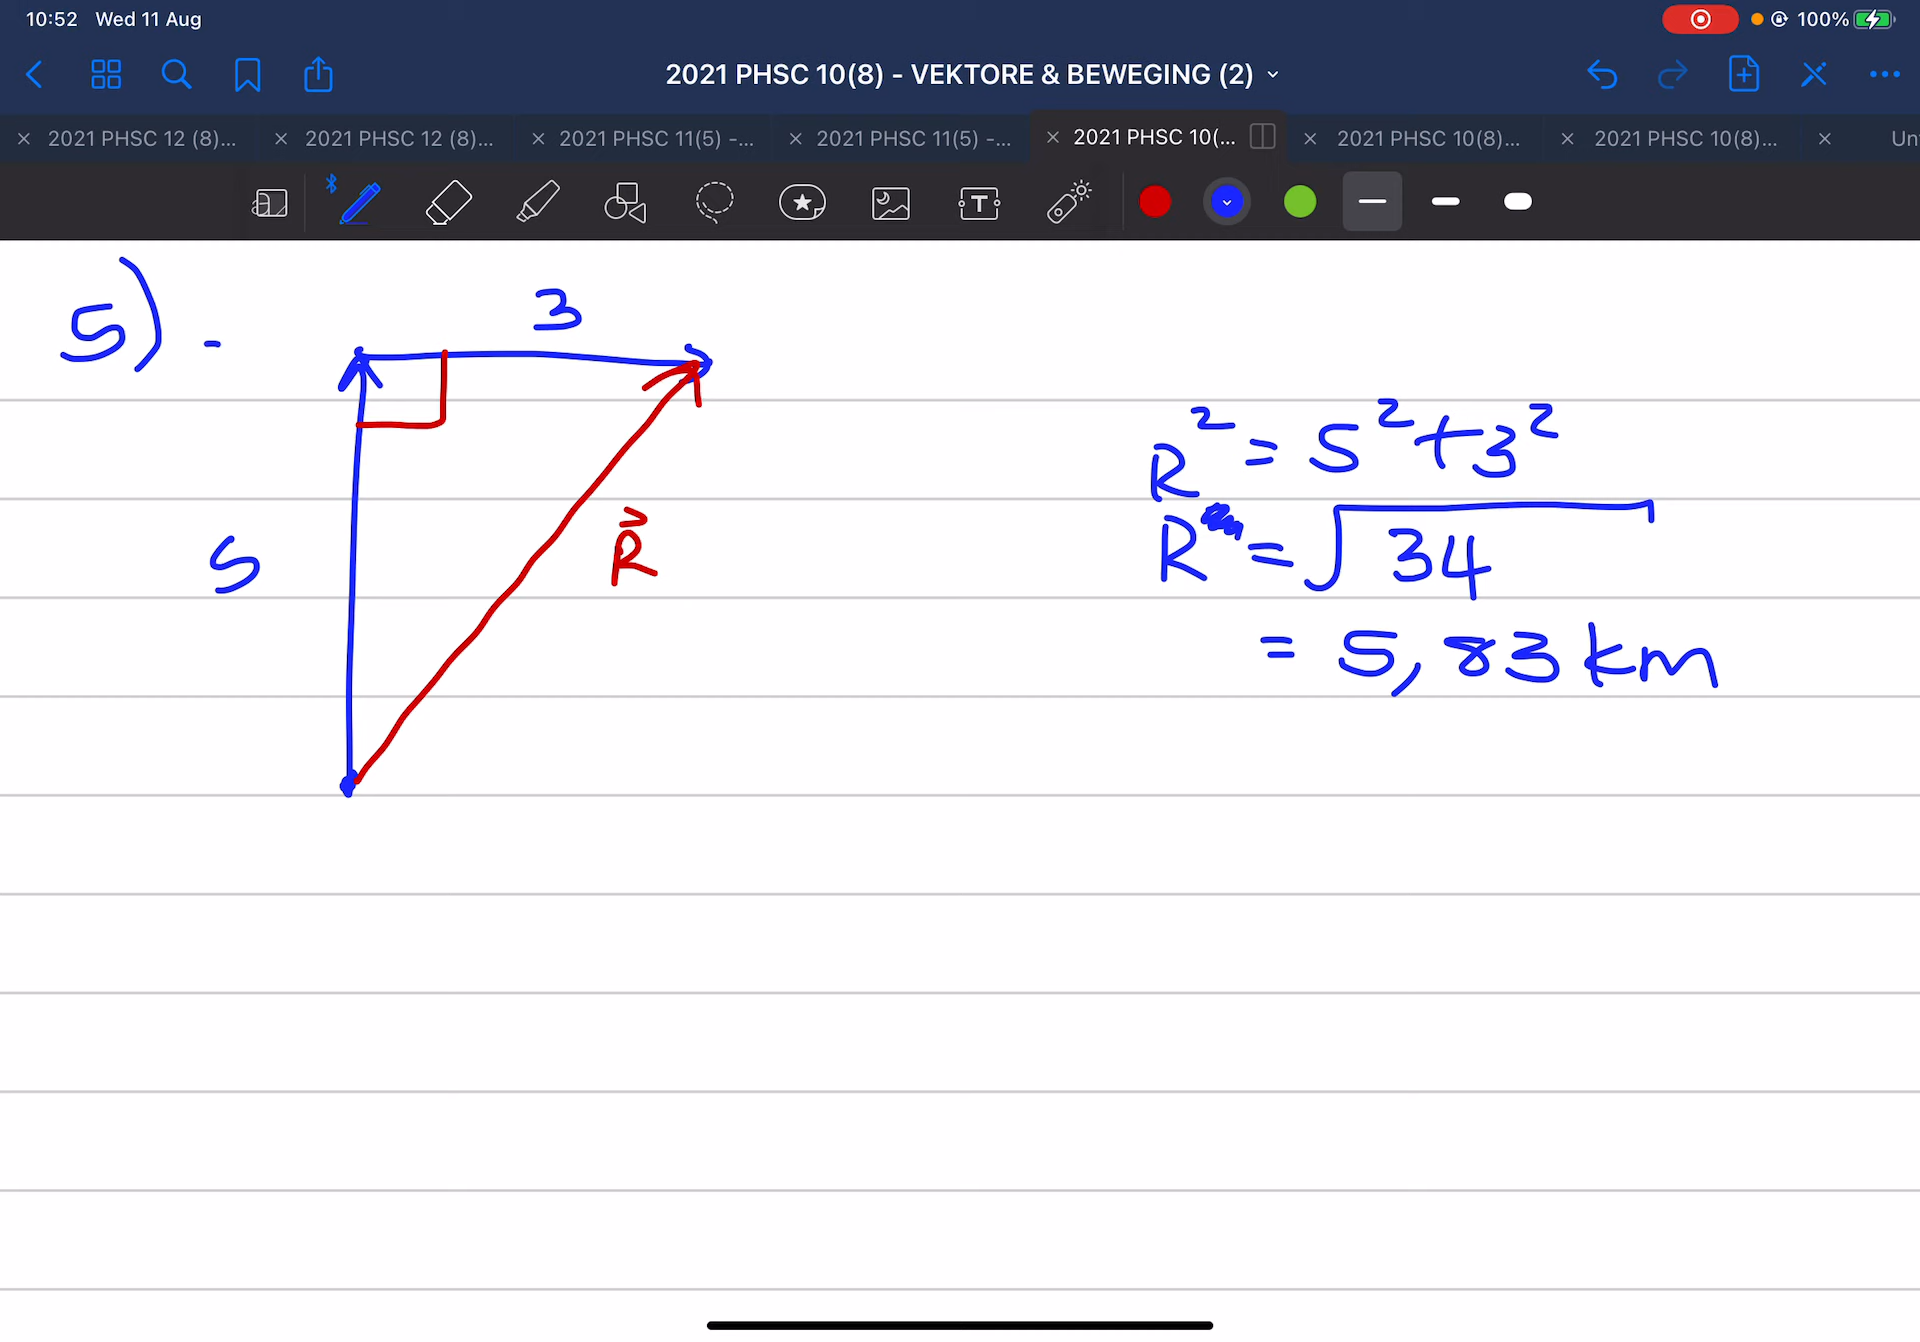 10:52 Wed 11 Aug 100%
2021 PHSC 10(8) - VEKTORE & BEWEGING (2)
2021 PHSC 12 (8)... 2021 PHSC 12 (8)... 2021 PHSC 11(5) -... 2021 PHSC 11(5) -... 2021 PHSC 10(... 2021 PHSC 10(8)... 2021 PHSC 10(8)... Un
T
5) -
3
5
R⃗
R² = 5² + 3²
R = √34
= 5,83 km